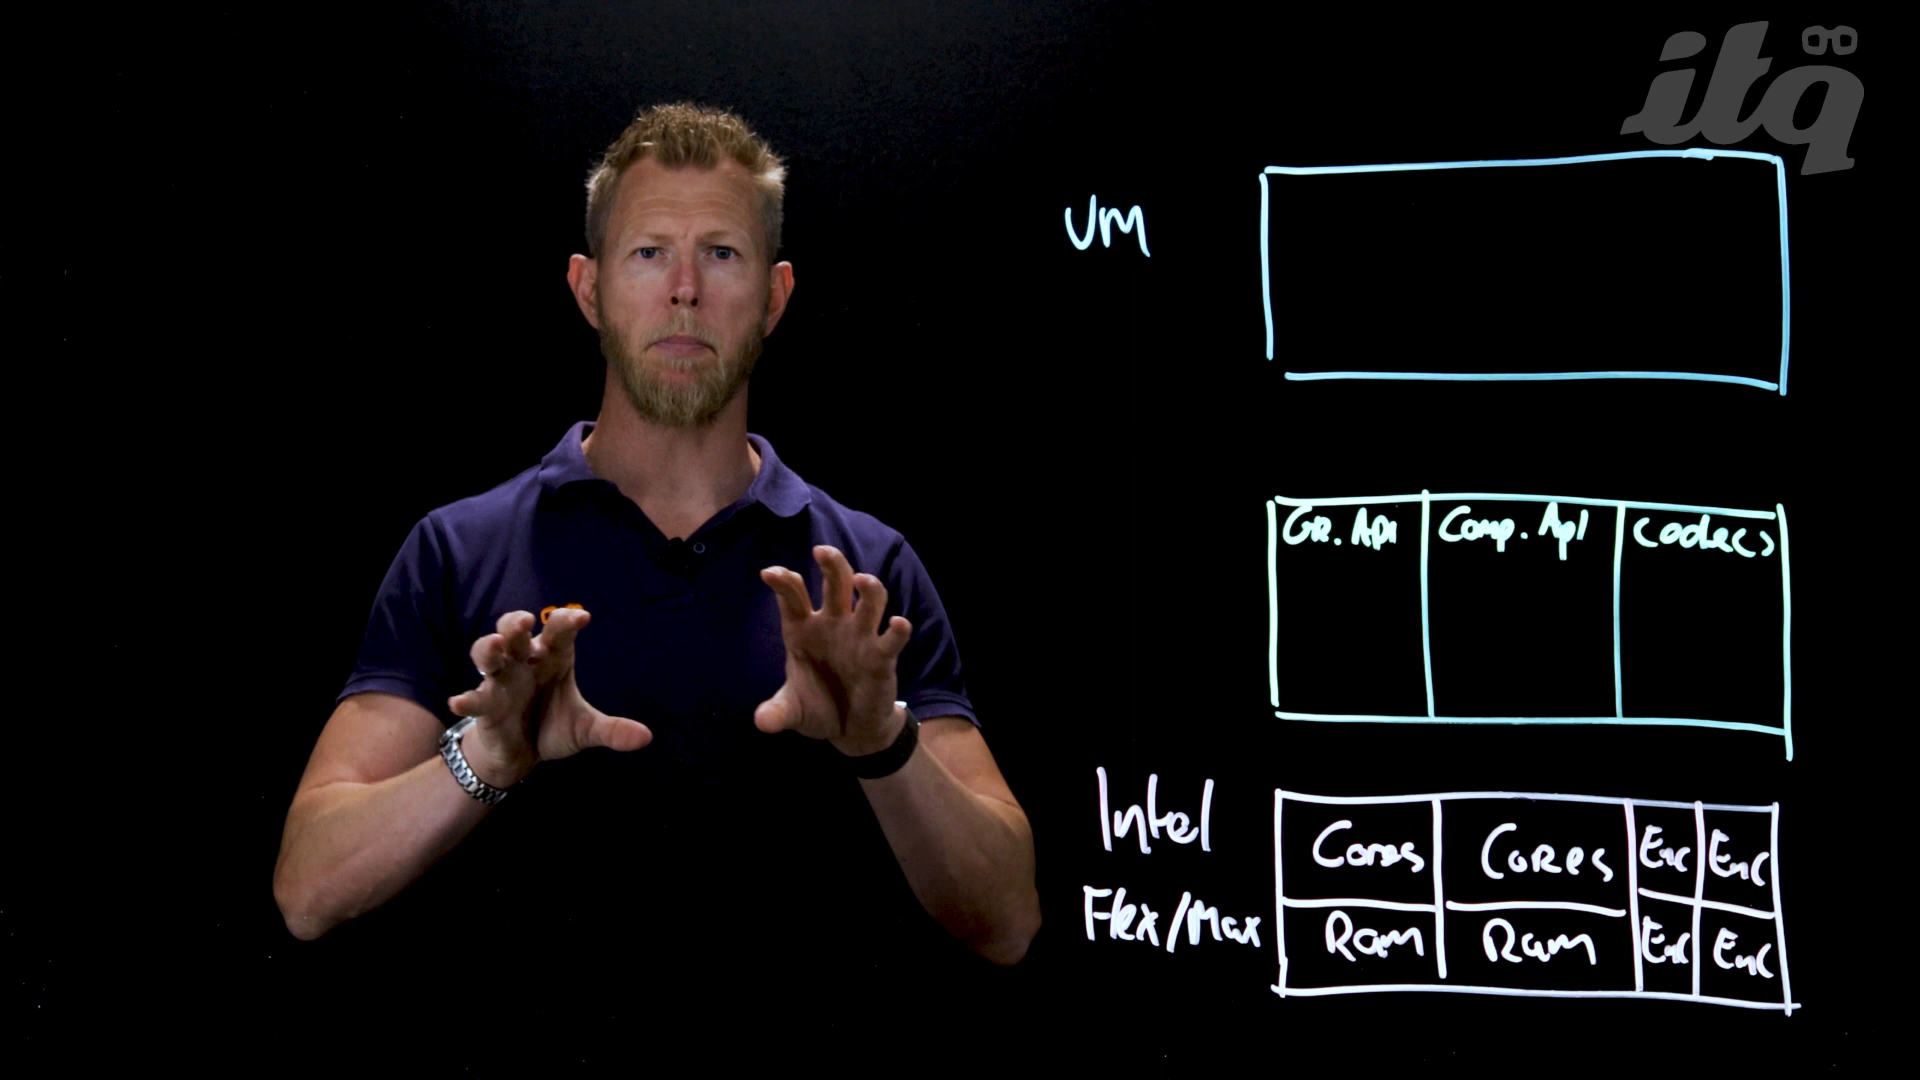 itq
VM
Gr. Api Comp. Api Codecs
Intel
Flex/Max
Cores Cores Enc Enc
Ram Ram Enc Enc